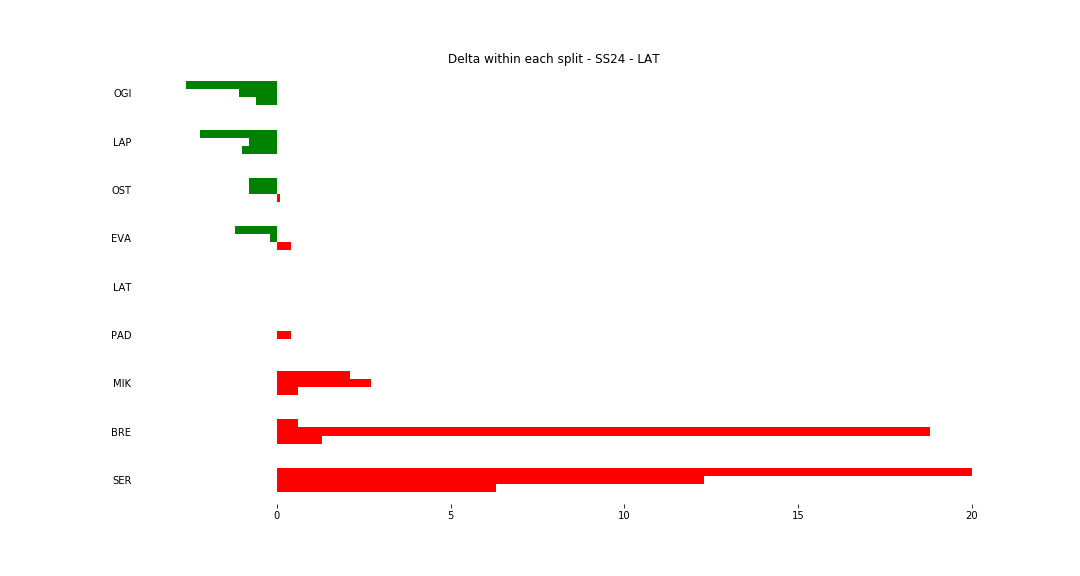 Delta within each split - SS24 - LAT
OGI
LAP
OST
EVA
LAT
PAD
MIK
BRE
SER
0 5 10 15 20